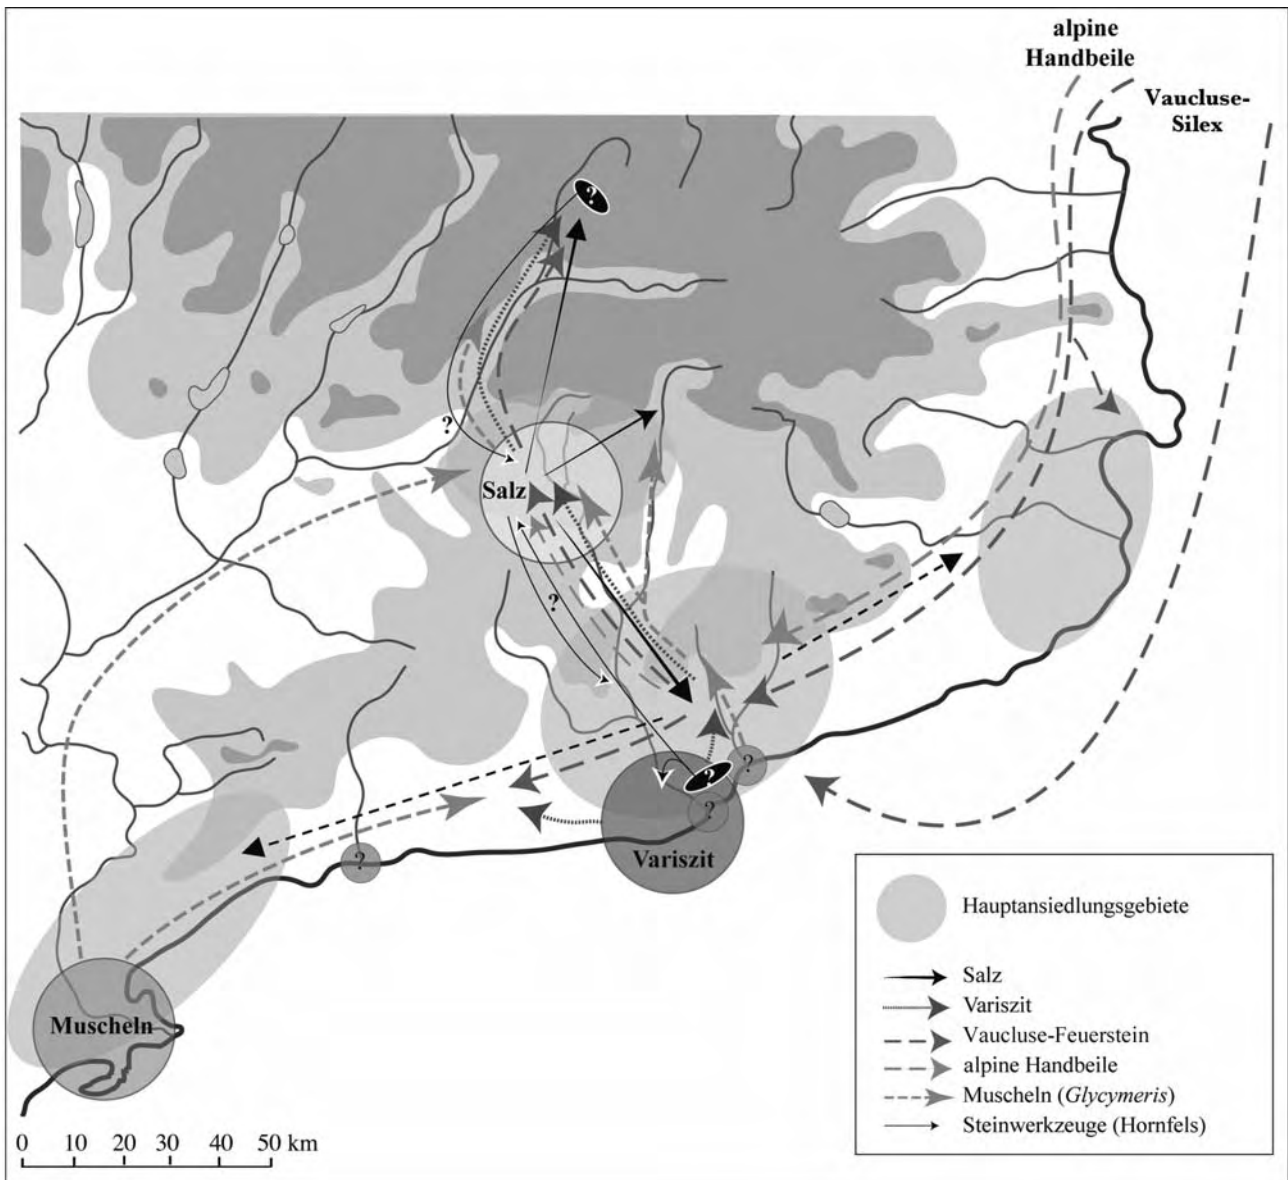 alpine
Handbeile
Vaucluse-
Silex
?
?
Salz
?
?
?
?
?
Variszit
Muscheln
0 10 20 30 50 km
Hauptansiedlungsgebiete
Salz
Variszit
Vaucluse-Feuerstein
alpine Handbeile
Muscheln (Glycymeris)
Steinwerkzeuge (Hornfels)